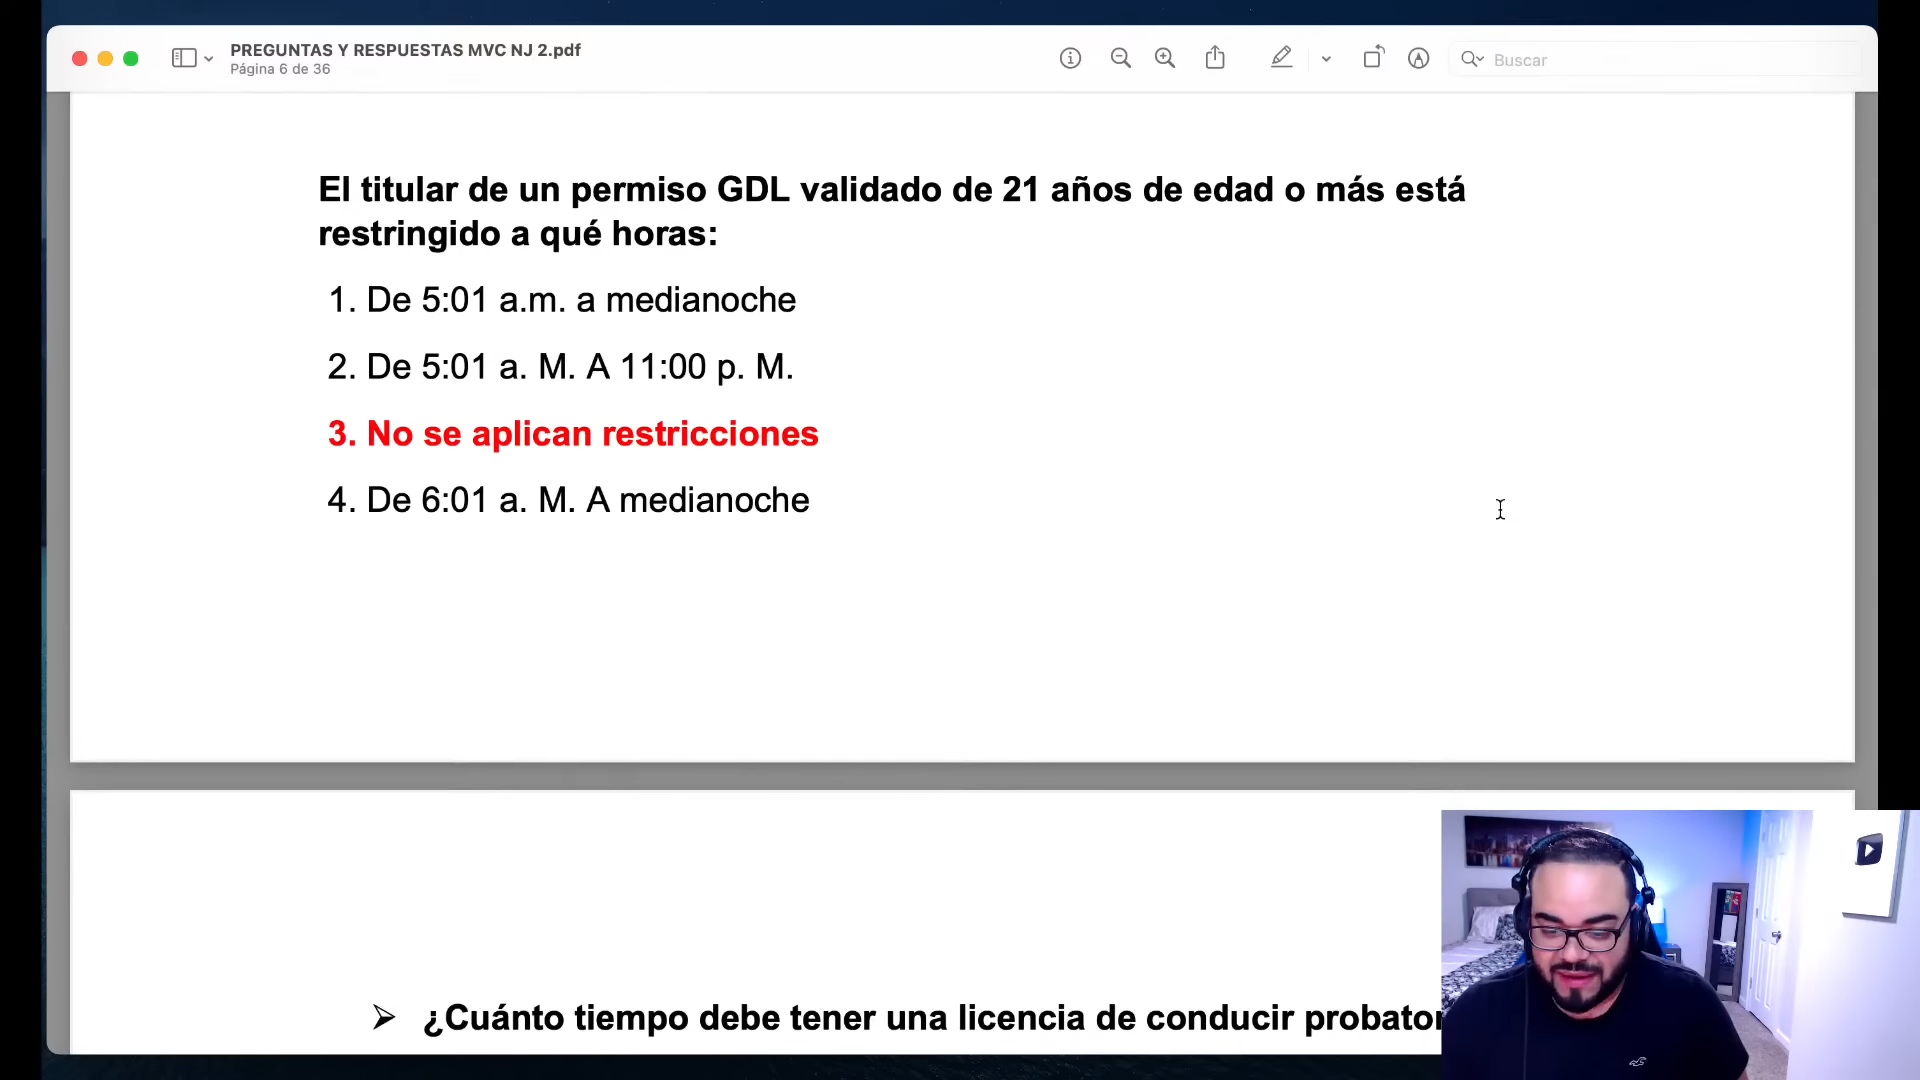 PREGUNTAS Y RESPUESTAS MVC NJ 2.pdf
Página 6 de 36
Buscar
El titular de un permiso GDL validado de 21 años de edad o más está
restringido a qué horas:
1. De 5:01 a.m. a medianoche
2. De 5:01 a. M. A 11:00 p. M.
3. No se aplican restricciones
4. De 6:01 a. M. A medianoche
➢ ¿Cuánto tiempo debe tener una licencia de conducir probator